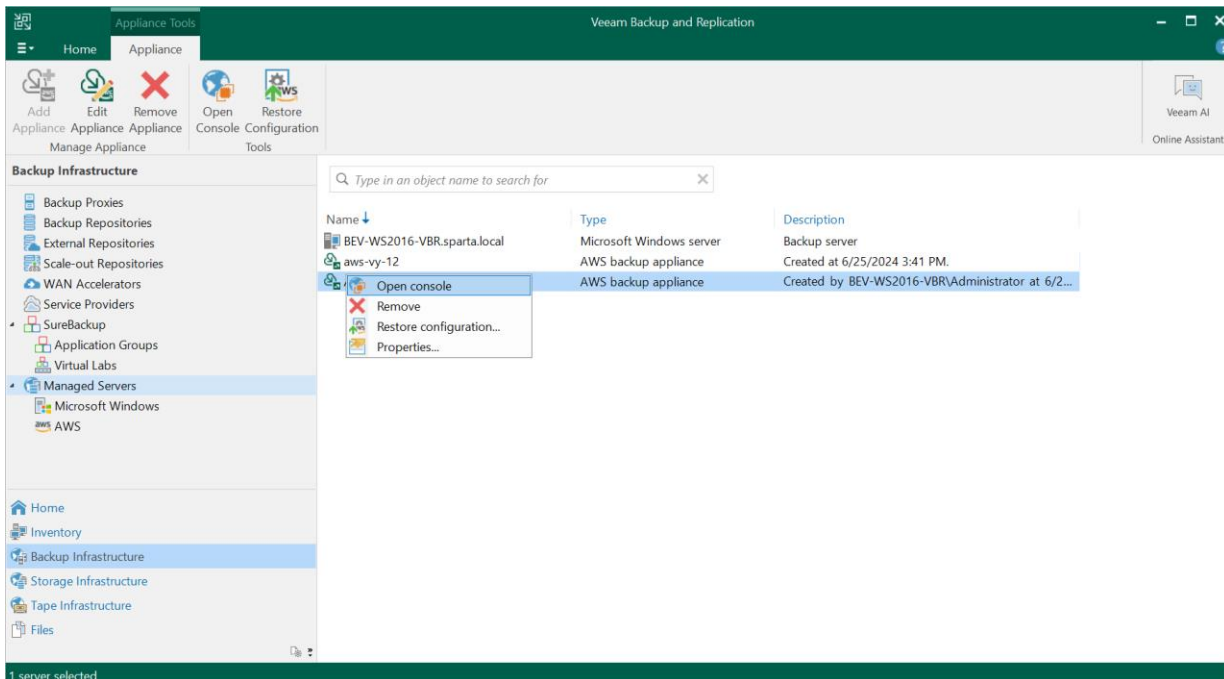 Appliance Tools
Veeam Backup and Replication
Home
Appliance
Add Appliance
Edit Appliance
Remove Appliance
Open Console
aws
Restore Configuration
Manage Appliance
Tools
Veeam AI
Online Assistant
Backup Infrastructure
Backup Proxies
Backup Repositories
External Repositories
Scale-out Repositories
WAN Accelerators
Service Providers
SureBackup
Application Groups
Virtual Labs
Managed Servers
Microsoft Windows
aws AWS
Type in an object name to search for
Name Type Description
BEV-WS2016-VBR.sparta.local Microsoft Windows server Backup server
aws-vy-12 AWS backup appliance Created at 6/25/2024 3:41 PM.
AWS backup appliance Created by BEV-WS2016-VBR\Administrator at 6/2...
Open console
Remove
Restore configuration...
Properties...
Home
Inventory
Backup Infrastructure
Storage Infrastructure
Tape Infrastructure
Files
1 server selected